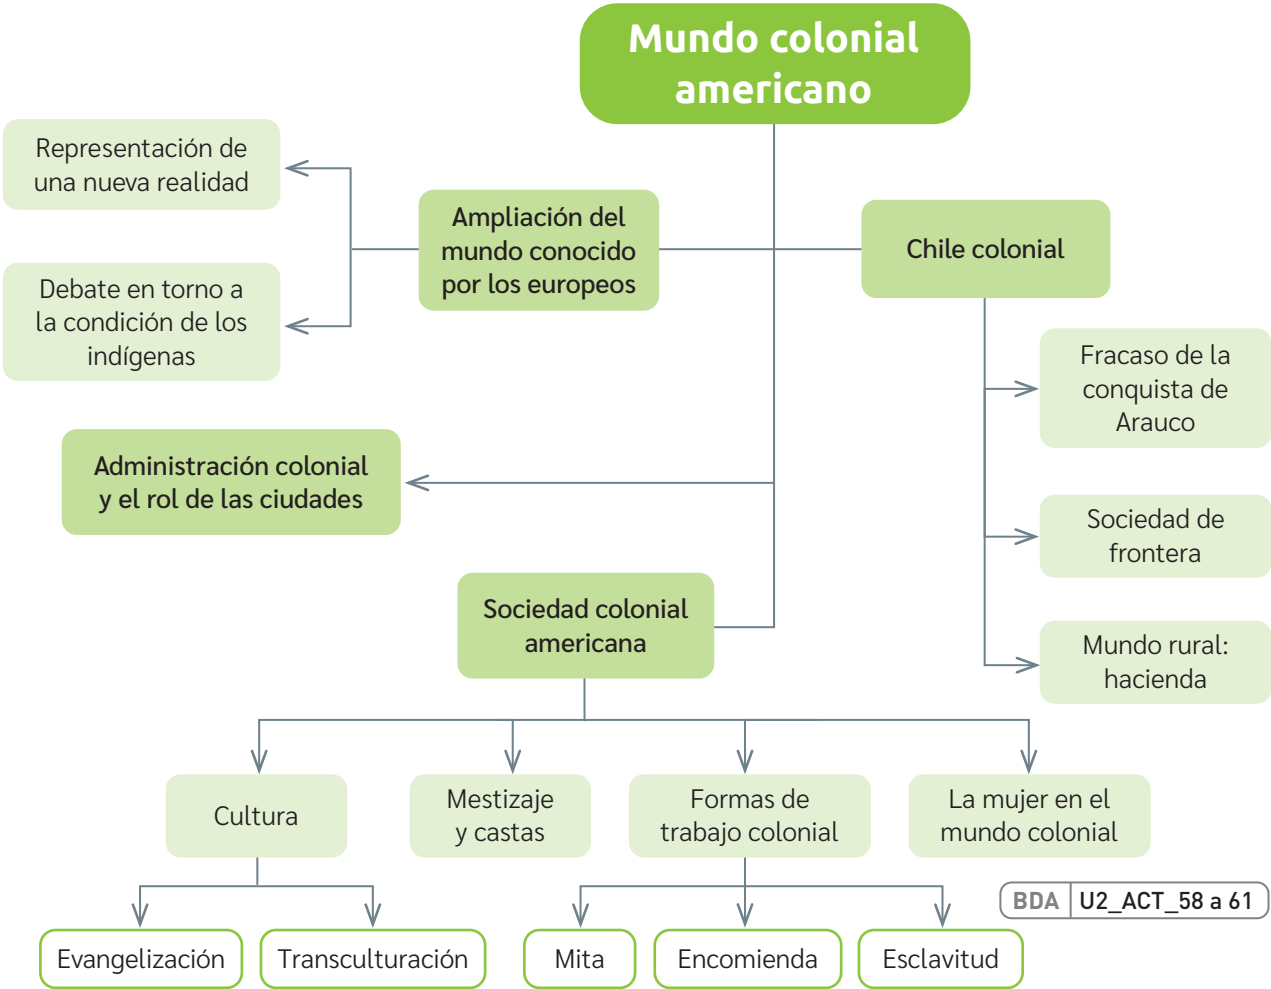 Mundo colonial
americano
Representación de
una nueva realidad
Ampliación del
mundo conocido
por los europeos
Chile colonial
Debate en torno a
la condición de los
indígenas
Fracaso de la
conquista de
Arauco
Administración colonial
y el rol de las ciudades
Sociedad de
frontera
Sociedad colonial
americana
Mundo rural:
hacienda
Cultura
Mestizaje
y castas
Formas de
trabajo colonial
La mujer en el
mundo colonial
BDA U2_ACT_58 a 61
Evangelización
Transculturación
Mita
Encomienda
Esclavitud